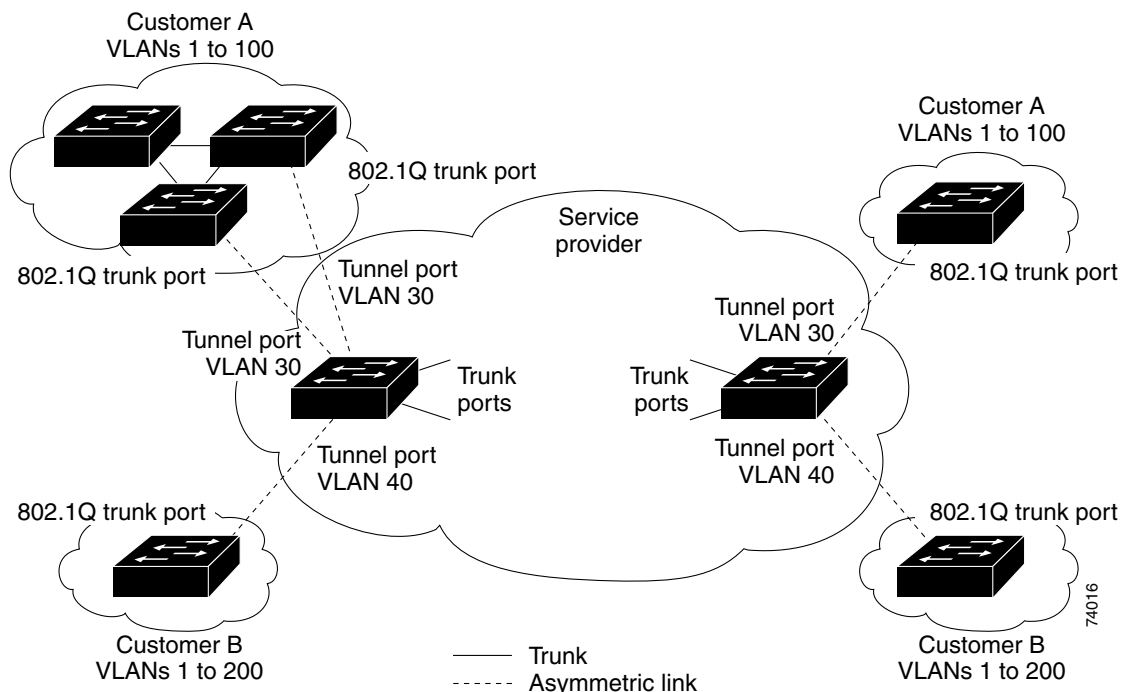 Customer A
VLANs 1 to 100
Customer A
VLANs 1 to 100
802.1Q trunk port
Service
provider
802.1Q trunk port
802.1Q trunk port
Tunnel port
VLAN 30
Tunnel port
VLAN 30
Tunnel port
VLAN 30
Trunk
ports
Trunk
ports
Tunnel port
VLAN 40
Tunnel port
VLAN 40
802.1Q trunk port
802.1Q trunk port
74016
Customer B
VLANs 1 to 200
Customer B
VLANs 1 to 200
Trunk
Asymmetric link